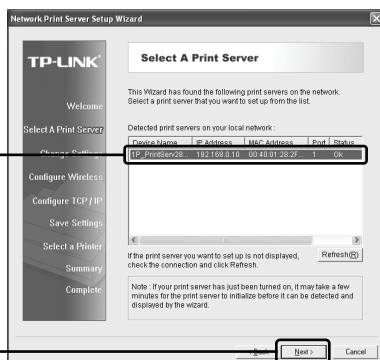 Network Print Server Setup Wizard
TP-LINK
Select A Print Server
This Wizard has found the following print servers on the network.
Select a print server that you want to set up from the list.
Welcome
Select A Print Server
Change Settings
Configure Wireless
Configure TCP / IP
Save Settings
Select a Printer
Summary
Complete
Detected print servers on your local network :
Device Name IP Address MAC Address Port Status
1P_PrintServ28... 192.168.0.10 00:40:01:28:2F... 1 Ok
If the print server you want to set up is not displayed,
check the connection and click Refresh.
Refresh(R)
Note : If your print server has just been turned on, it may take a few
minutes for the print server to initialize before it can be detected and
displayed by the wizard.
< Back Next > Cancel